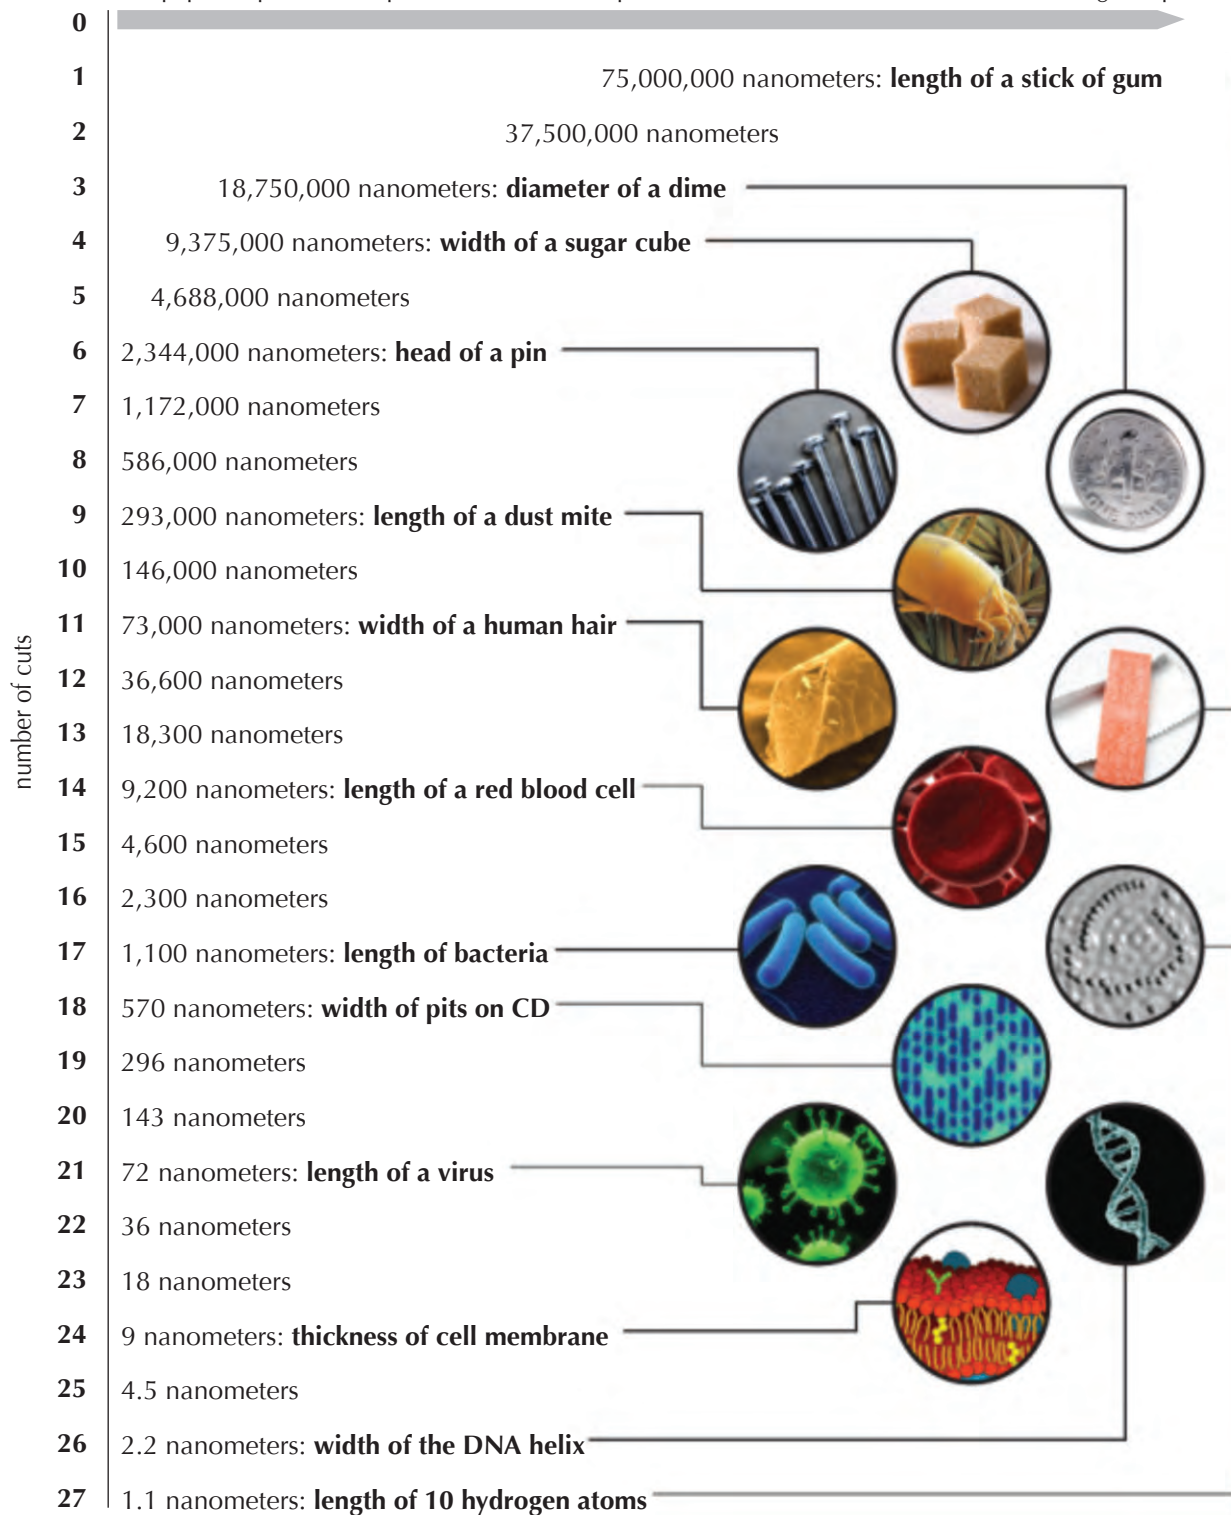 0
1 75,000,000 nanometers: length of a stick of gum
2 37,500,000 nanometers
3 18,750,000 nanometers: diameter of a dime
4 9,375,000 nanometers: width of a sugar cube
5 4,688,000 nanometers
6 2,344,000 nanometers: head of a pin
7 1,172,000 nanometers
8 586,000 nanometers
9 293,000 nanometers: length of a dust mite
10 146,000 nanometers
11 73,000 nanometers: width of a human hair
12 36,600 nanometers
13 18,300 nanometers
14 9,200 nanometers: length of a red blood cell
15 4,600 nanometers
16 2,300 nanometers
17 1,100 nanometers: length of bacteria
18 570 nanometers: width of pits on CD
19 296 nanometers
20 143 nanometers
21 72 nanometers: length of a virus
22 36 nanometers
23 18 nanometers
24 9 nanometers: thickness of cell membrane
25 4.5 nanometers
26 2.2 nanometers: width of the DNA helix
27 1.1 nanometers: length of 10 hydrogen atoms
number of cuts
ONE DIME